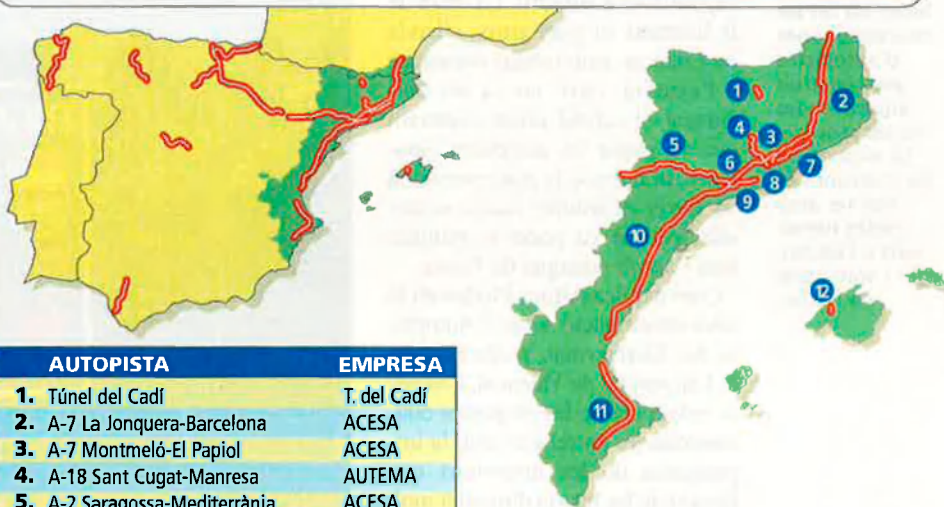 1
2
4
3
5
6
7
8
9
10
12
11
AUTOPISTA EMPRESA
1. Túnel del Cadí T. del Cadí
2. A-7 La Jonquera-Barcelona ACESA
3. A-7 Montmeló-El Papiol ACESA
4. A-18 Sant Cugat-Manresa AUTEMA
5. A-2 Saragossa-Mediterrània ACESA